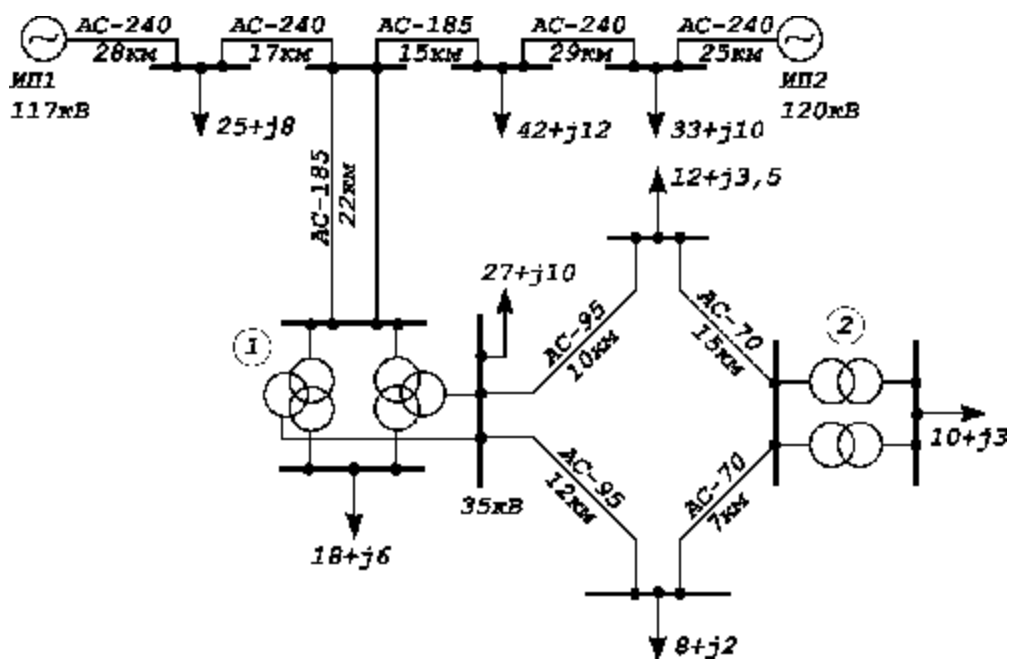 АС-240
28км
АС-240
17км
АС-185
15км
АС-240
29км
АС-240
25км
ИП1
117кВ
ИП2
120кВ
25+j8
42+j12
33+j10
АС-185
22км
12+j3,5
27+j10
АС-95
10км
АС-70
15км
1
2
10+j3
35кВ
АС-95
12км
АС-70
7км
18+j6
8+j2